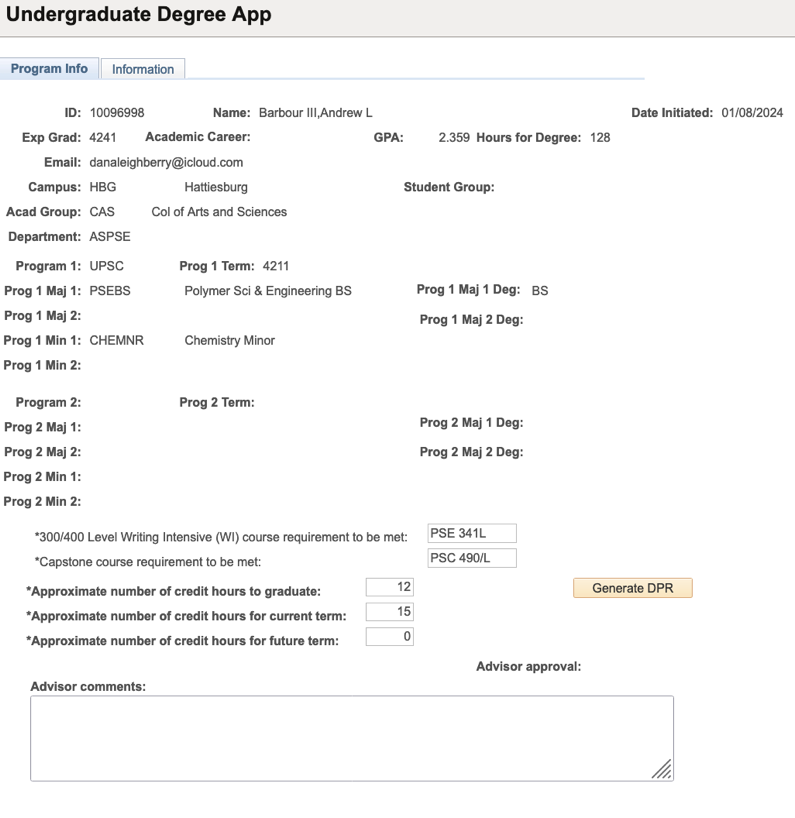 Undergraduate Degree App
Program Info Information
ID: 10096998 Name: Barbour III,Andrew L Date Initiated: 01/08/2024
Exp Grad: 4241 Academic Career: GPA: 2.359 Hours for Degree: 128
Email: danaleighberry@icloud.com
Campus: HBG Hattiesburg Student Group:
Acad Group: CAS Col of Arts and Sciences
Department: ASPSE
Program 1: UPSC Prog 1 Term: 4211
Prog 1 Maj 1: PSEBS Polymer Sci & Engineering BS Prog 1 Maj 1 Deg: BS
Prog 1 Maj 2: Prog 1 Maj 2 Deg:
Prog 1 Min 1: CHEMNR Chemistry Minor
Prog 1 Min 2:
Program 2: Prog 2 Term:
Prog 2 Maj 1: Prog 2 Maj 1 Deg:
Prog 2 Maj 2: Prog 2 Maj 2 Deg:
Prog 2 Min 1:
Prog 2 Min 2:
*300/400 Level Writing Intensive (WI) course requirement to be met: PSE 341L
*Capstone course requirement to be met: PSC 490/L
*Approximate number of credit hours to graduate: 12 Generate DPR
*Approximate number of credit hours for current term: 15
*Approximate number of credit hours for future term: 0
Advisor approval:
Advisor comments: